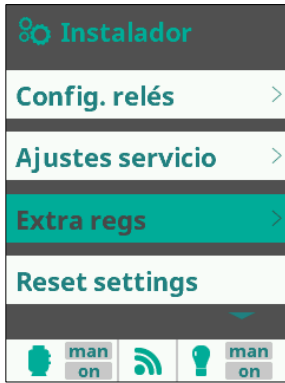 Instalador
Config. relés
Ajustes servicio
Extra regs
Reset settings
man
on
man
on